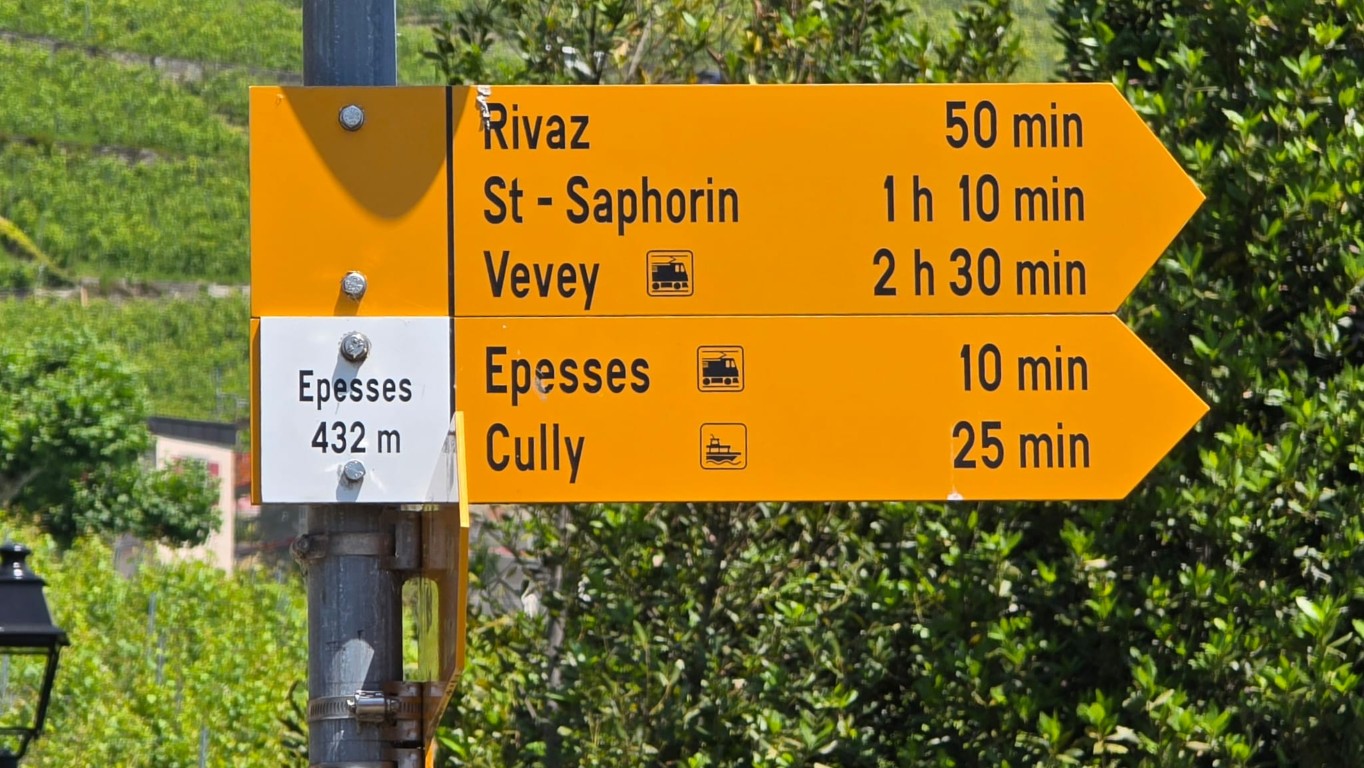 Rivaz 50 min
St - Saphorin 1 h 10 min
Vevey 2 h 30 min
Epesses 10 min
Cully 25 min
Epesses
432 m